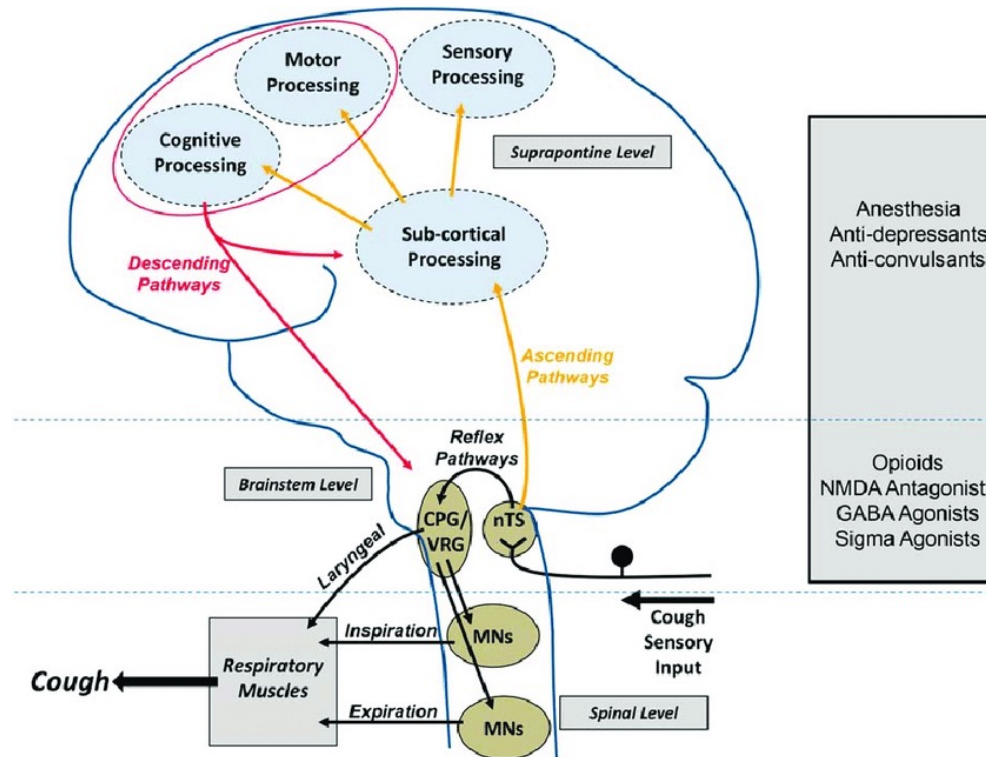 Motor
Processing
Sensory
Processing
Cognitive
Processing
Suprapontine Level
Sub-cortical
Processing
Descending
Pathways
Ascending
Pathways
Anesthesia
Anti-depressants
Anti-convulsants
Reflex
Pathways
Brainstem Level
CPG/
VRG
nTS
Opioids
NMDA Antagonist
GABA Agonists
Sigma Agonists
Laryngeal
Cough
Sensory
Input
Inspiration
MNs
Respiratory
Muscles
Cough
Expiration
MNs
Spinal Level